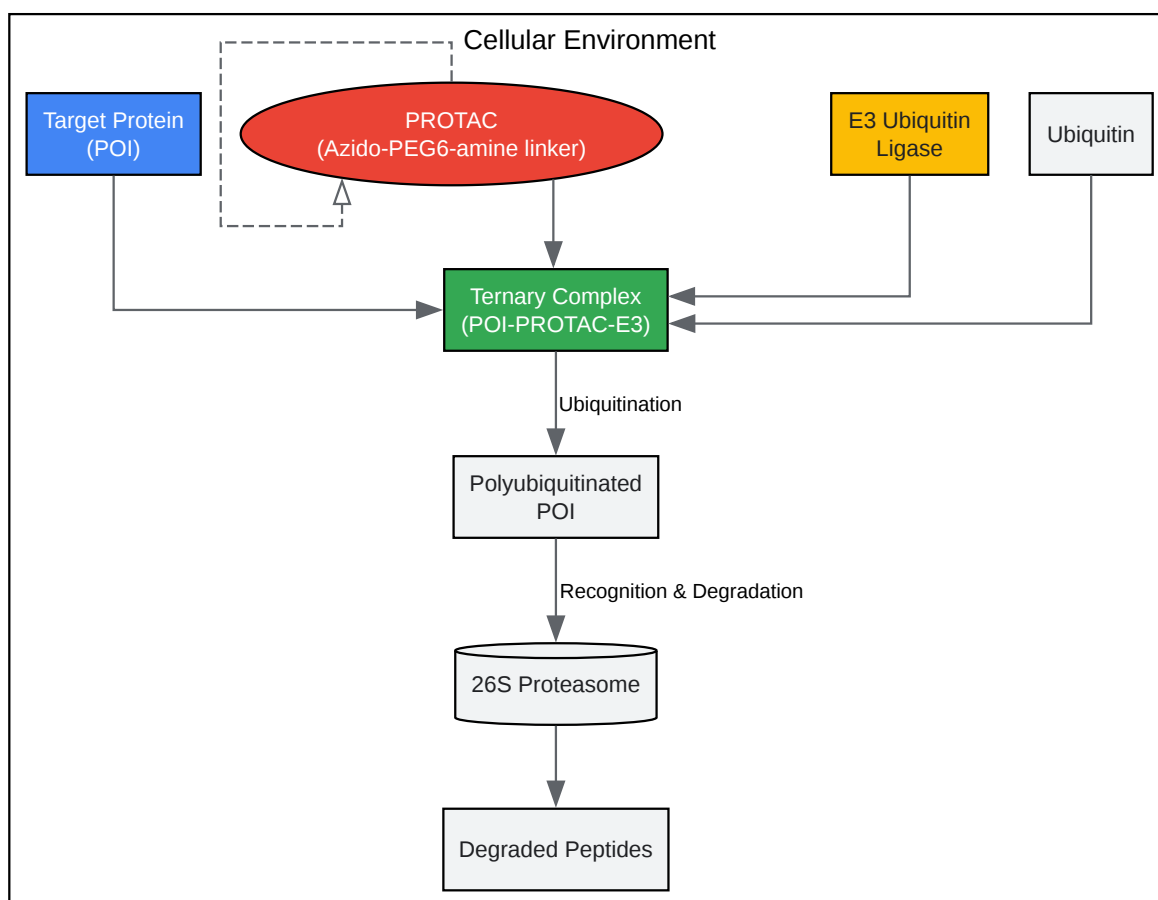 Cellular Environment
Target Protein
(POI)
PROTAC
(Azido-PEG6-amine linker)
E3 Ubiquitin
Ligase
Ubiquitin
Ternary Complex
(POI-PROTAC-E3)
Ubiquitination
Polyubiquitinated
POI
Recognition & Degradation
26S Proteasome
Degraded Peptides